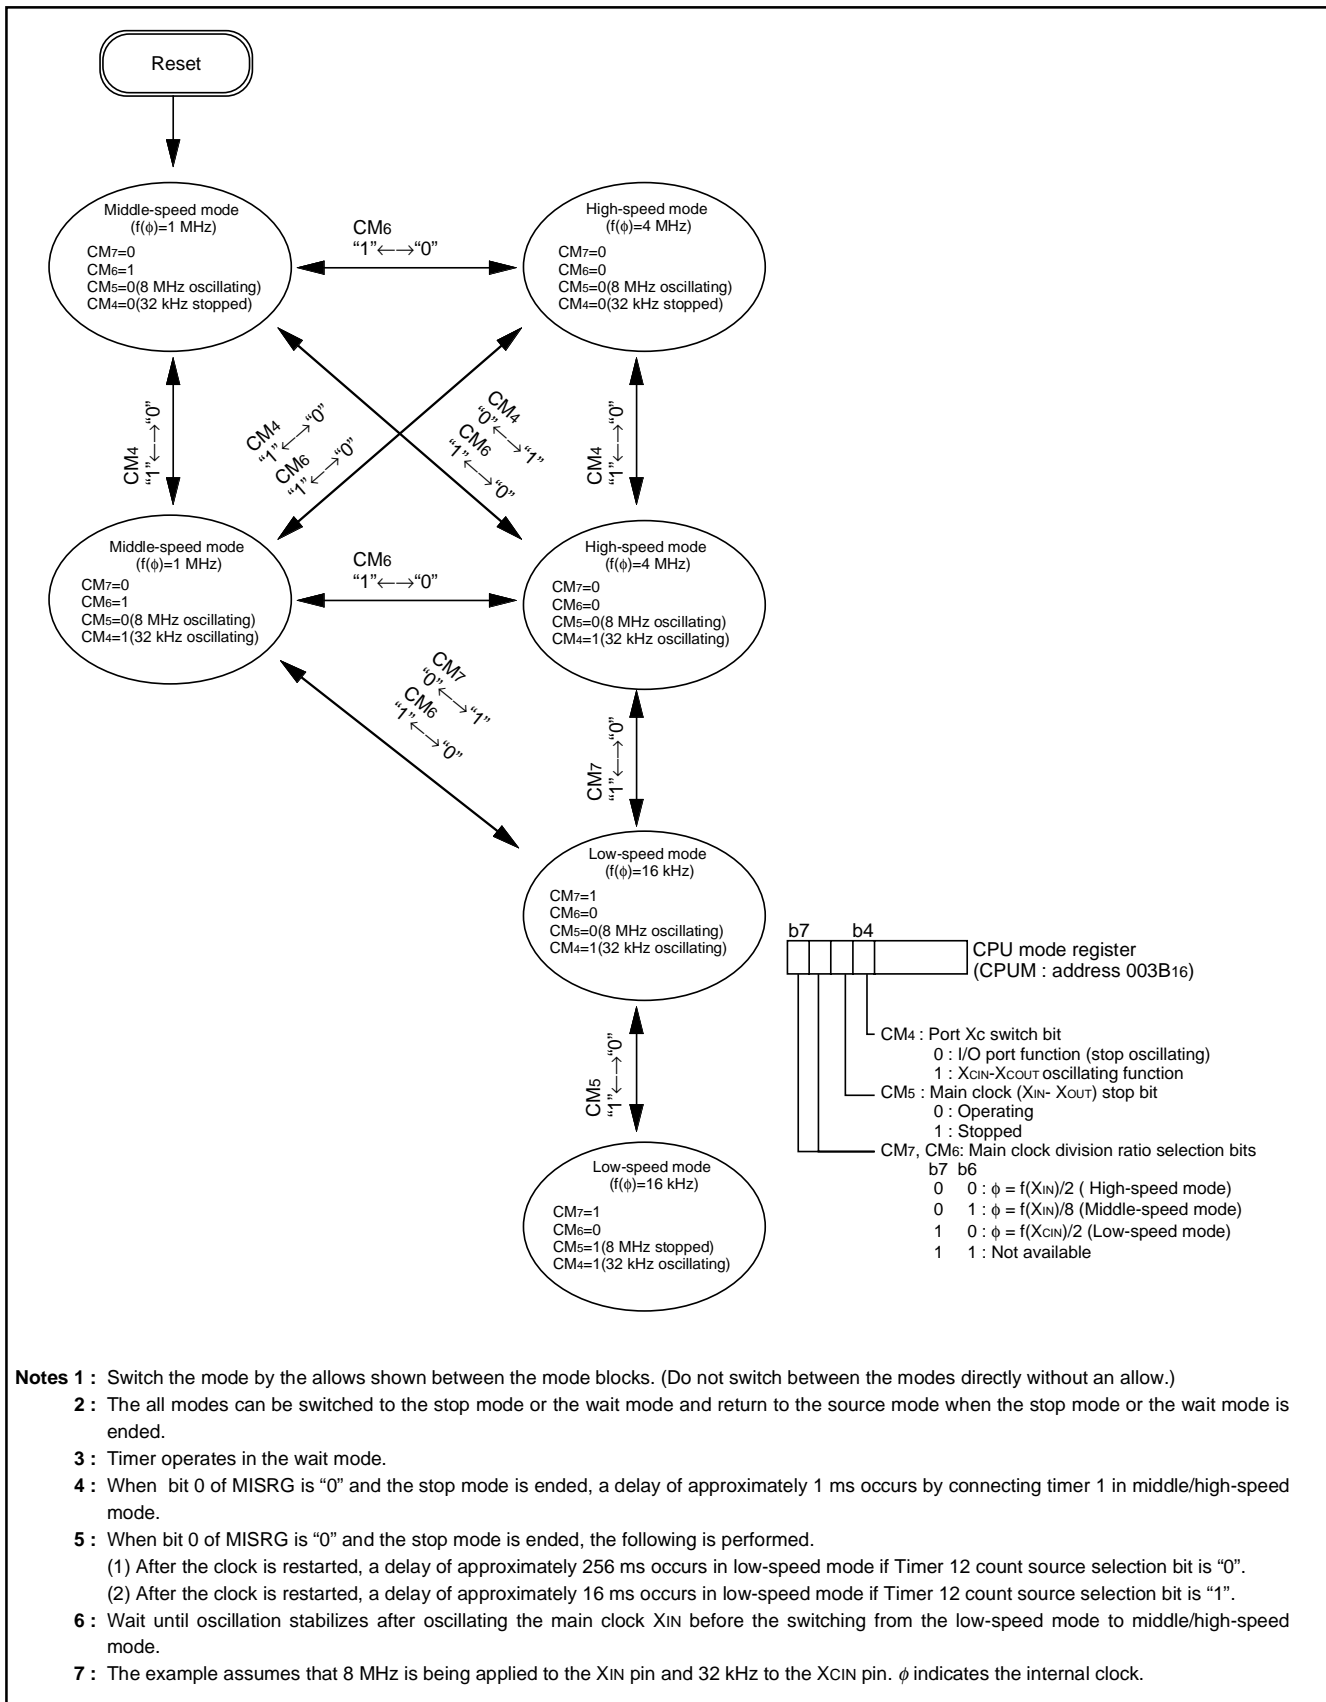 Reset
Middle-speed mode
(f(ϕ)=1 MHz)
CM7=0
CM6=1
CM5=0(8 MHz oscillating)
CM4=0(32 kHz stopped)
CM6
“1”←→“0”
High-speed mode
(f(ϕ)=4 MHz)
CM7=0
CM6=0
CM5=0(8 MHz oscillating)
CM4=0(32 kHz stopped)
CM4
“1”←→“0”
CM4
“1”←→“0”
CM6
“1”←→“0”
CM4
“0”←→“1”
CM6
“1”←→“0”
CM4
“1”←→“0”
Middle-speed mode
(f(ϕ)=1 MHz)
CM7=0
CM6=1
CM5=0(8 MHz oscillating)
CM4=1(32 kHz oscillating)
CM6
“1”←→“0”
High-speed mode
(f(ϕ)=4 MHz)
CM7=0
CM6=0
CM5=0(8 MHz oscillating)
CM4=1(32 kHz oscillating)
CM7
“0”←→“1”
CM6
“1”←→“0”
CM7
“1”←→“0”
Low-speed mode
(f(ϕ)=16 kHz)
CM7=1
CM6=0
CM5=0(8 MHz oscillating)
CM4=1(32 kHz oscillating)
CM5
“1”←→“0”
Low-speed mode
(f(ϕ)=16 kHz)
CM7=1
CM6=0
CM5=1(8 MHz stopped)
CM4=1(32 kHz oscillating)
b7 b4
CPU mode register
(CPUM : address 003B16)
CM4 : Port Xc switch bit
0 : I/O port function (stop oscillating)
1 : XCIN-XCOUT oscillating function
CM5 : Main clock (XIN- XOUT) stop bit
0 : Operating
1 : Stopped
CM7, CM6: Main clock division ratio selection bits
b7 b6
0 0 : ϕ = f(XIN)/2 ( High-speed mode)
0 1 : ϕ = f(XIN)/8 (Middle-speed mode)
1 0 : ϕ = f(XCIN)/2 (Low-speed mode)
1 1 : Not available
Notes 1 : Switch the mode by the allows shown between the mode blocks. (Do not switch between the modes directly without an allow.)
2 : The all modes can be switched to the stop mode or the wait mode and return to the source mode when the stop mode or the wait mode is
ended.
3 : Timer operates in the wait mode.
4 : When bit 0 of MISRG is “0” and the stop mode is ended, a delay of approximately 1 ms occurs by connecting timer 1 in middle/high-speed
mode.
5 : When bit 0 of MISRG is “0” and the stop mode is ended, the following is performed.
(1) After the clock is restarted, a delay of approximately 256 ms occurs in low-speed mode if Timer 12 count source selection bit is “0”.
(2) After the clock is restarted, a delay of approximately 16 ms occurs in low-speed mode if Timer 12 count source selection bit is “1”.
6 : Wait until oscillation stabilizes after oscillating the main clock XIN before the switching from the low-speed mode to middle/high-speed
mode.
7 : The example assumes that 8 MHz is being applied to the XIN pin and 32 kHz to the XCIN pin. ϕ indicates the internal clock.